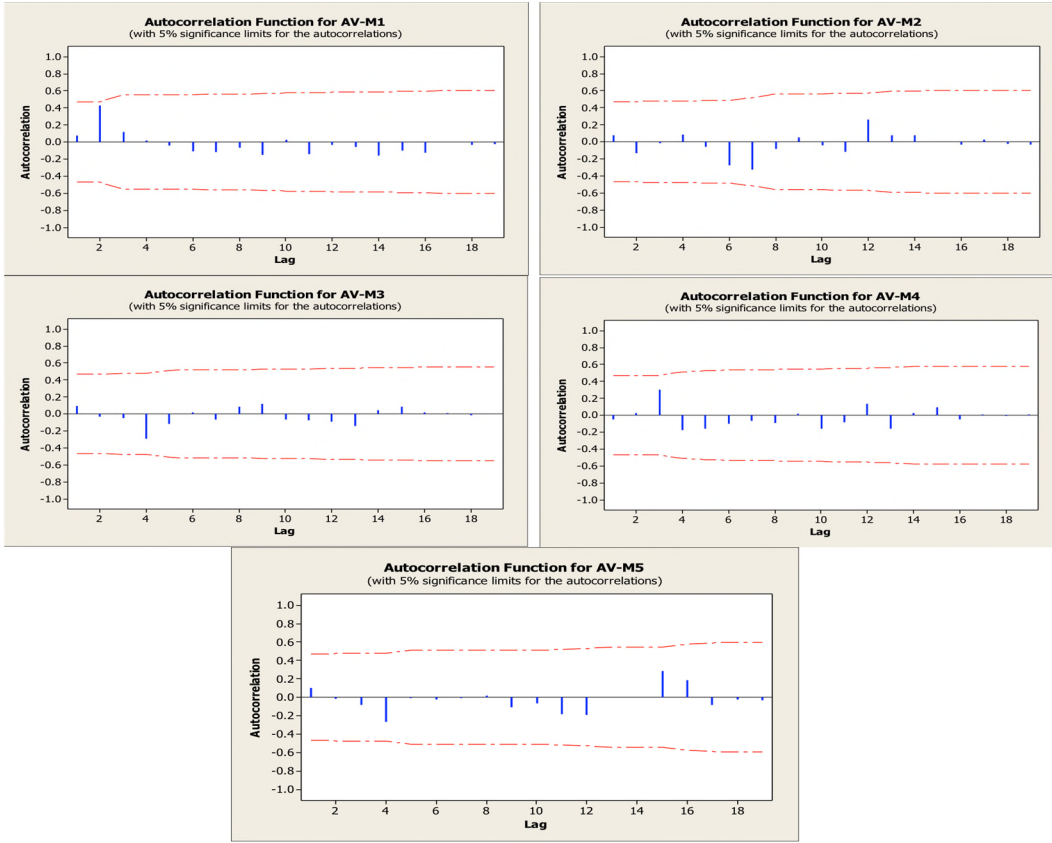 Autocorrelation Function for AV-M1
(with 5% significance limits for the autocorrelations)
Autocorrelation
1.0
0.8
0.6
0.4
0.2
0.0
-0.2
-0.4
-0.6
-0.8
-1.0
2 4 6 8 10 12 14 16 18
Lag
Autocorrelation Function for AV-M2
(with 5% significance limits for the autocorrelations)
Autocorrelation
1.0
0.8
0.6
0.4
0.2
0.0
-0.2
-0.4
-0.6
-0.8
-1.0
2 4 6 8 10 12 14 16 18
Lag
Autocorrelation Function for AV-M3
(with 5% significance limits for the autocorrelations)
Autocorrelation
1.0
0.8
0.6
0.4
0.2
0.0
-0.2
-0.4
-0.6
-0.8
-1.0
2 4 6 8 10 12 14 16 18
Lag
Autocorrelation Function for AV-M4
(with 5% significance limits for the autocorrelations)
Autocorrelation
1.0
0.8
0.6
0.4
0.2
0.0
-0.2
-0.4
-0.6
-0.8
-1.0
2 4 6 8 10 12 14 16 18
Lag
Autocorrelation Function for AV-M5
(with 5% significance limits for the autocorrelations)
Autocorrelation
1.0
0.8
0.6
0.4
0.2
0.0
-0.2
-0.4
-0.6
-0.8
-1.0
2 4 6 8 10 12 14 16 18
Lag